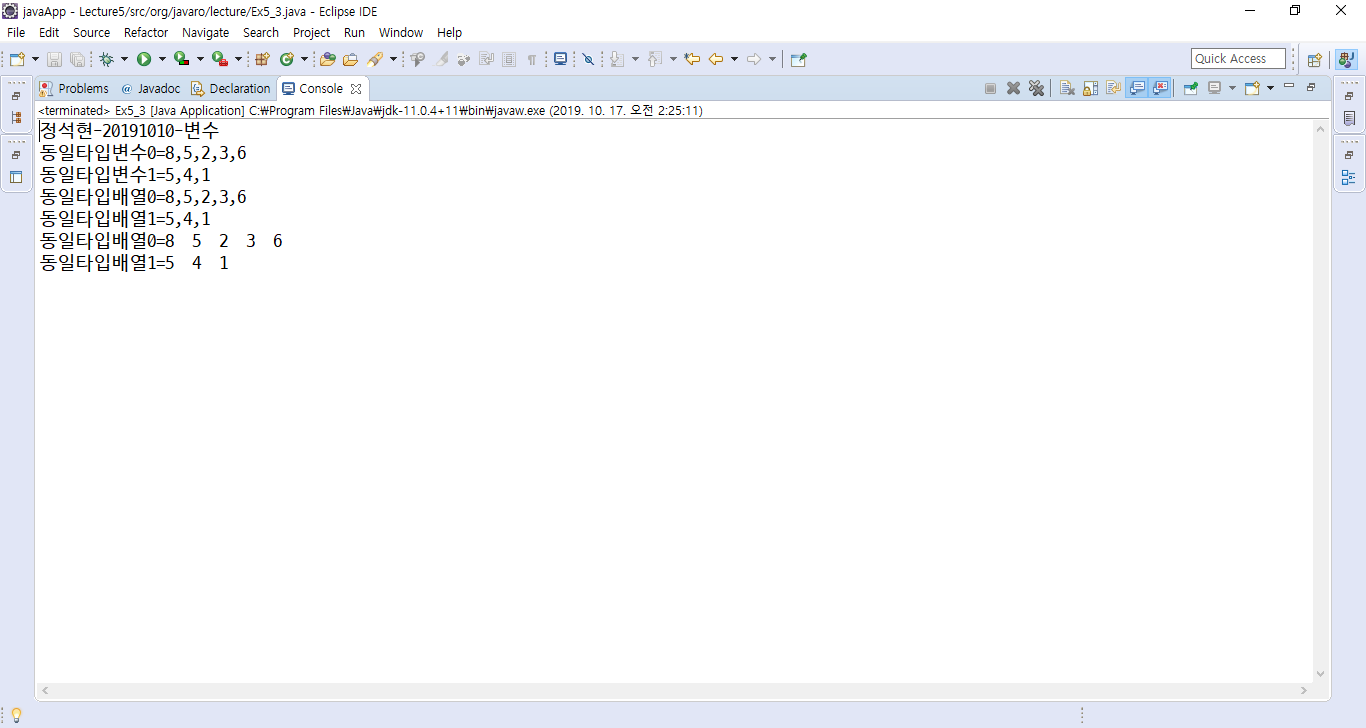 javaApp - Lecture5/src/org/javaro/lecture/Ex5_3.java - Eclipse IDE
File Edit Source Refactor Navigate Search Project Run Window Help
Quick Access
Problems @ Javadoc Declaration Console
<terminated> Ex5_3 [Java Application] C:₩Program Files₩Java₩jdk-11.0.4+11₩bin₩javaw.exe (2019. 10. 17. 오전 2:25:11)
정석현-20191010-변수
동일타입변수0=8,5,2,3,6
동일타입변수1=5,4,1
동일타입배열0=8,5,2,3,6
동일타입배열1=5,4,1
동일타입배열0=8  5  2  3  6
동일타입배열1=5  4  1